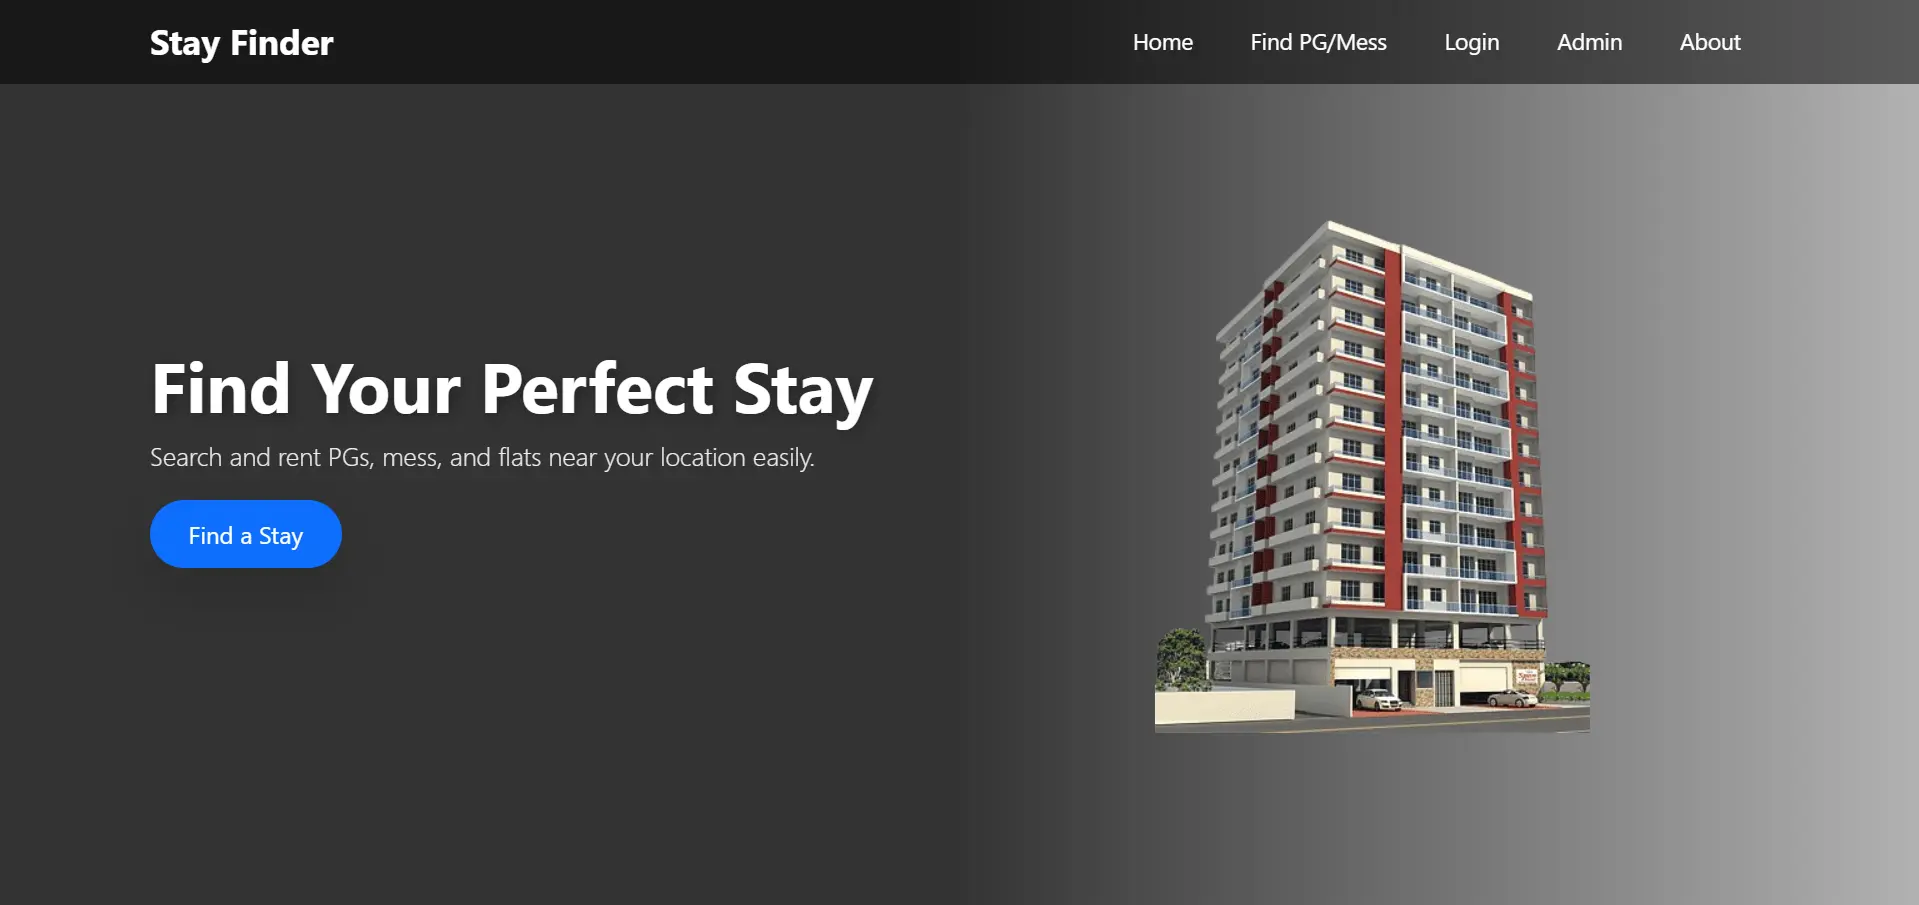 Stay Finder
Home Find PG/Mess Login Admin About
Find Your Perfect Stay
Search and rent PGs, mess, and flats near your location easily.
Find a Stay